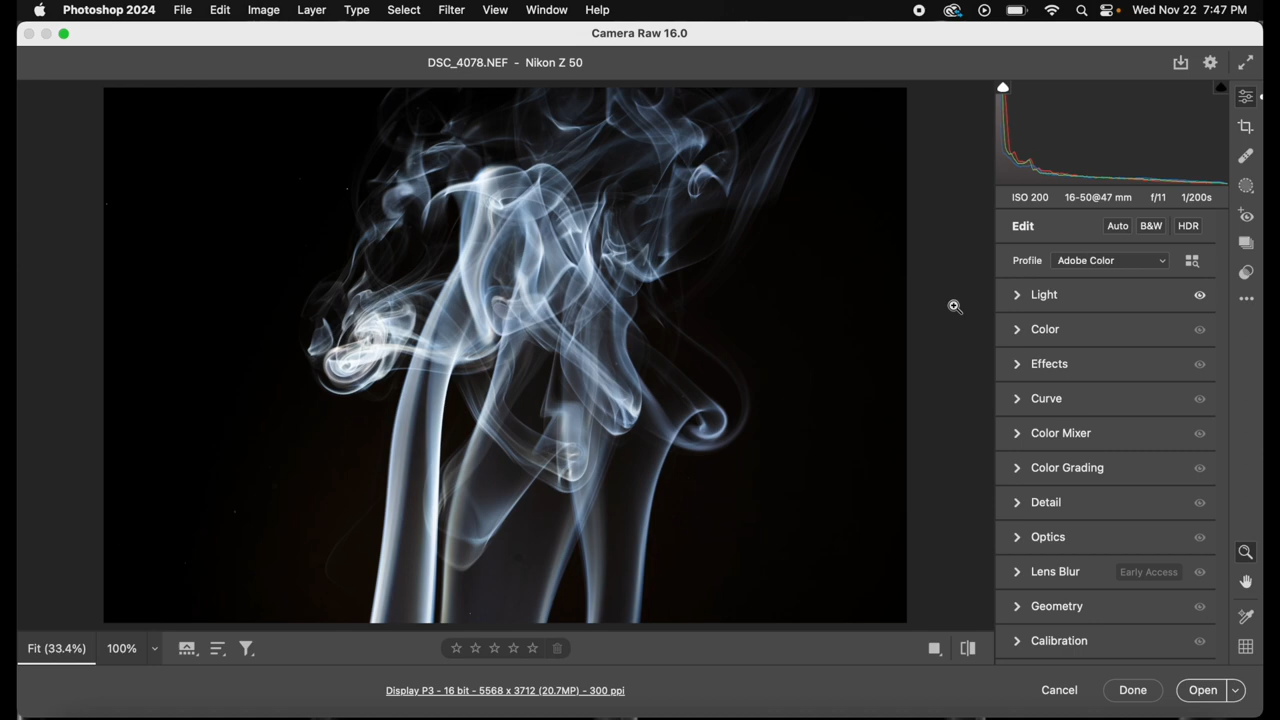 Photoshop 2024 File Edit Image Layer Type Select Filter View Window Help Wed Nov 22 7:47 PM
Camera Raw 16.0
DSC_4078.NEF - Nikon Z 50
ISO 200 16-50@47 mm f/11 1/200s
Edit Auto B&W HDR
Profile Adobe Color
Light
Color
Effects
Curve
Color Mixer
Color Grading
Detail
Optics
Lens Blur Early Access
Geometry
Calibration
Fit (33.4%) 100%
Display P3 - 16 bit - 5568 x 3712 (20.7MP) - 300 ppi
Cancel Done Open